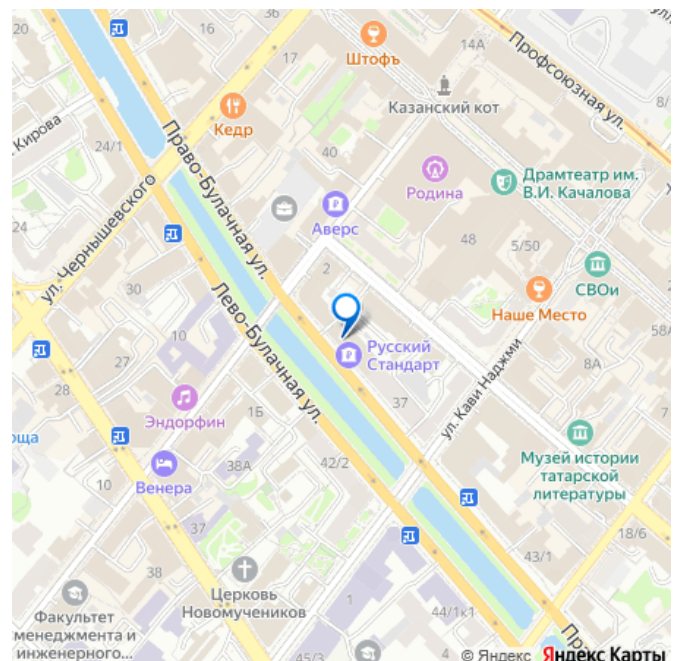 20
Штофъ
14А
Профсоюзная ул.
8/
36
17
16
Казанский кот
Кирова
24/1
Кедр
Право-Булачная ул.
40
Родина
Драмтеатр им.
В.И. Качалова
Аверс
48
5/50
24
ул. Чернышевского
2
СВОи
Наше Место
58А
Лево-Булачная ул.
30
10
Русский
Стандарт
8А
27
28
37
ул. Кави Наджми
Эндорфин
1Б
Музей истории
татарской
литературы
оща
38А
42/2
10
Венера
37
18/6
43/1
38
Церковь
Новомучеников
1
44/1к1
Факультет
менеджмента и
инженерного...
45/3
4
© Яндекс Яндекс Карты